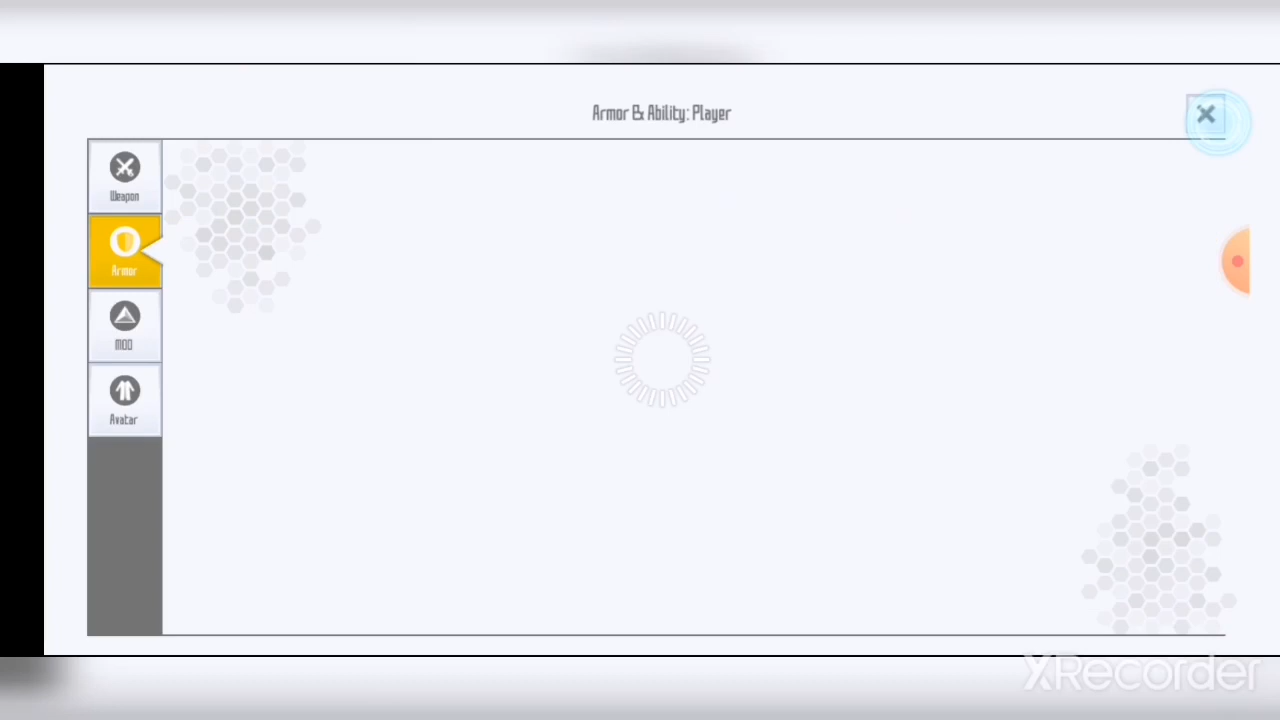 Armor & Ability: Player
Weapon
Armor
MOD
Avatar
XRecorder